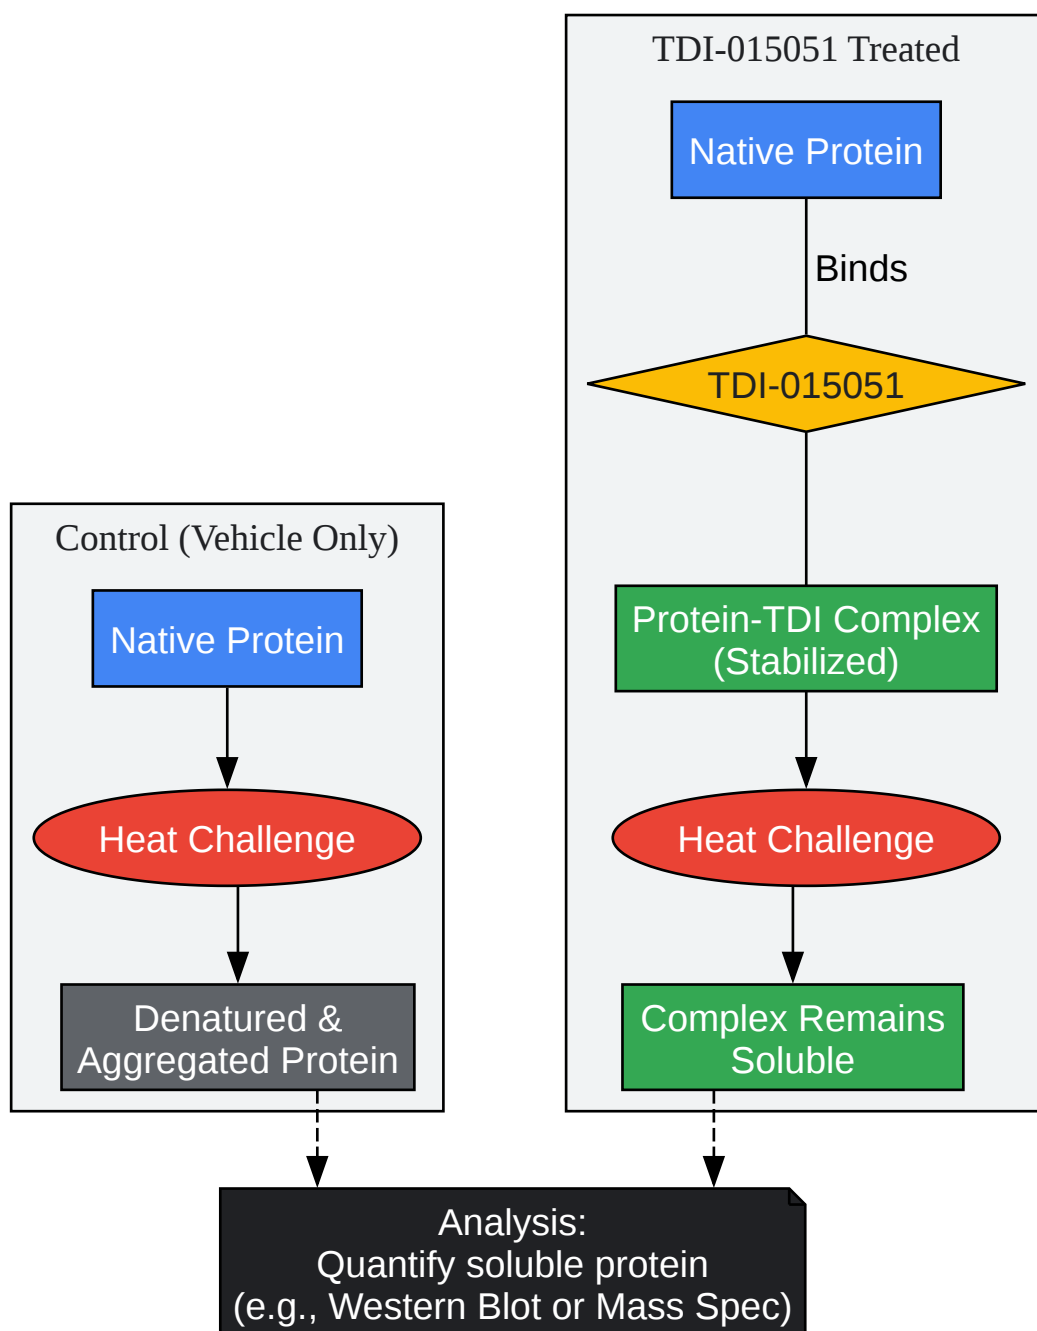 TDI-015051 Treated
Native Protein
Binds
TDI-015051
Protein-TDI Complex
(Stabilized)
Heat Challenge
Complex Remains
Soluble
Control (Vehicle Only)
Native Protein
Heat Challenge
Denatured &
Aggregated Protein
Analysis:
Quantify soluble protein
(e.g., Western Blot or Mass Spec)